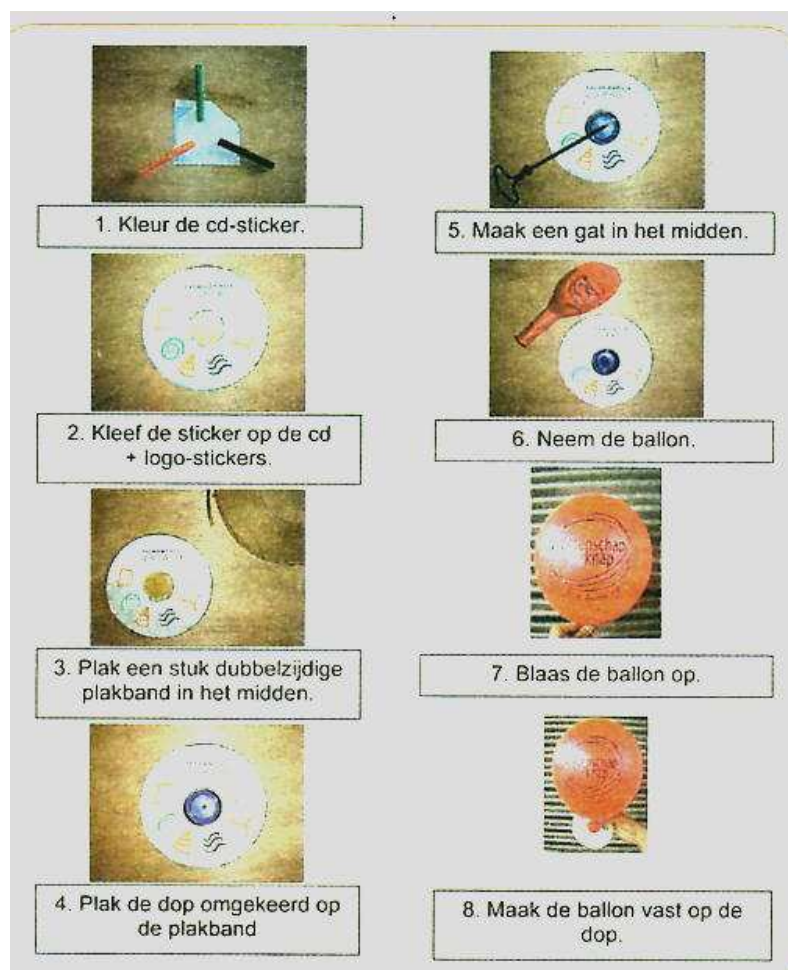 1. Kleur de cd-sticker.
2. Kleef de sticker op de cd
+ logo-stickers.
3. Plak een stuk dubbelzijdige
plakband in het midden.
4. Plak de dop omgekeerd op
de plakband
5. Maak een gat in het midden.
6. Neem de ballon.
knap
7. Blaas de ballon op.
8. Maak de ballon vast op de
dop.